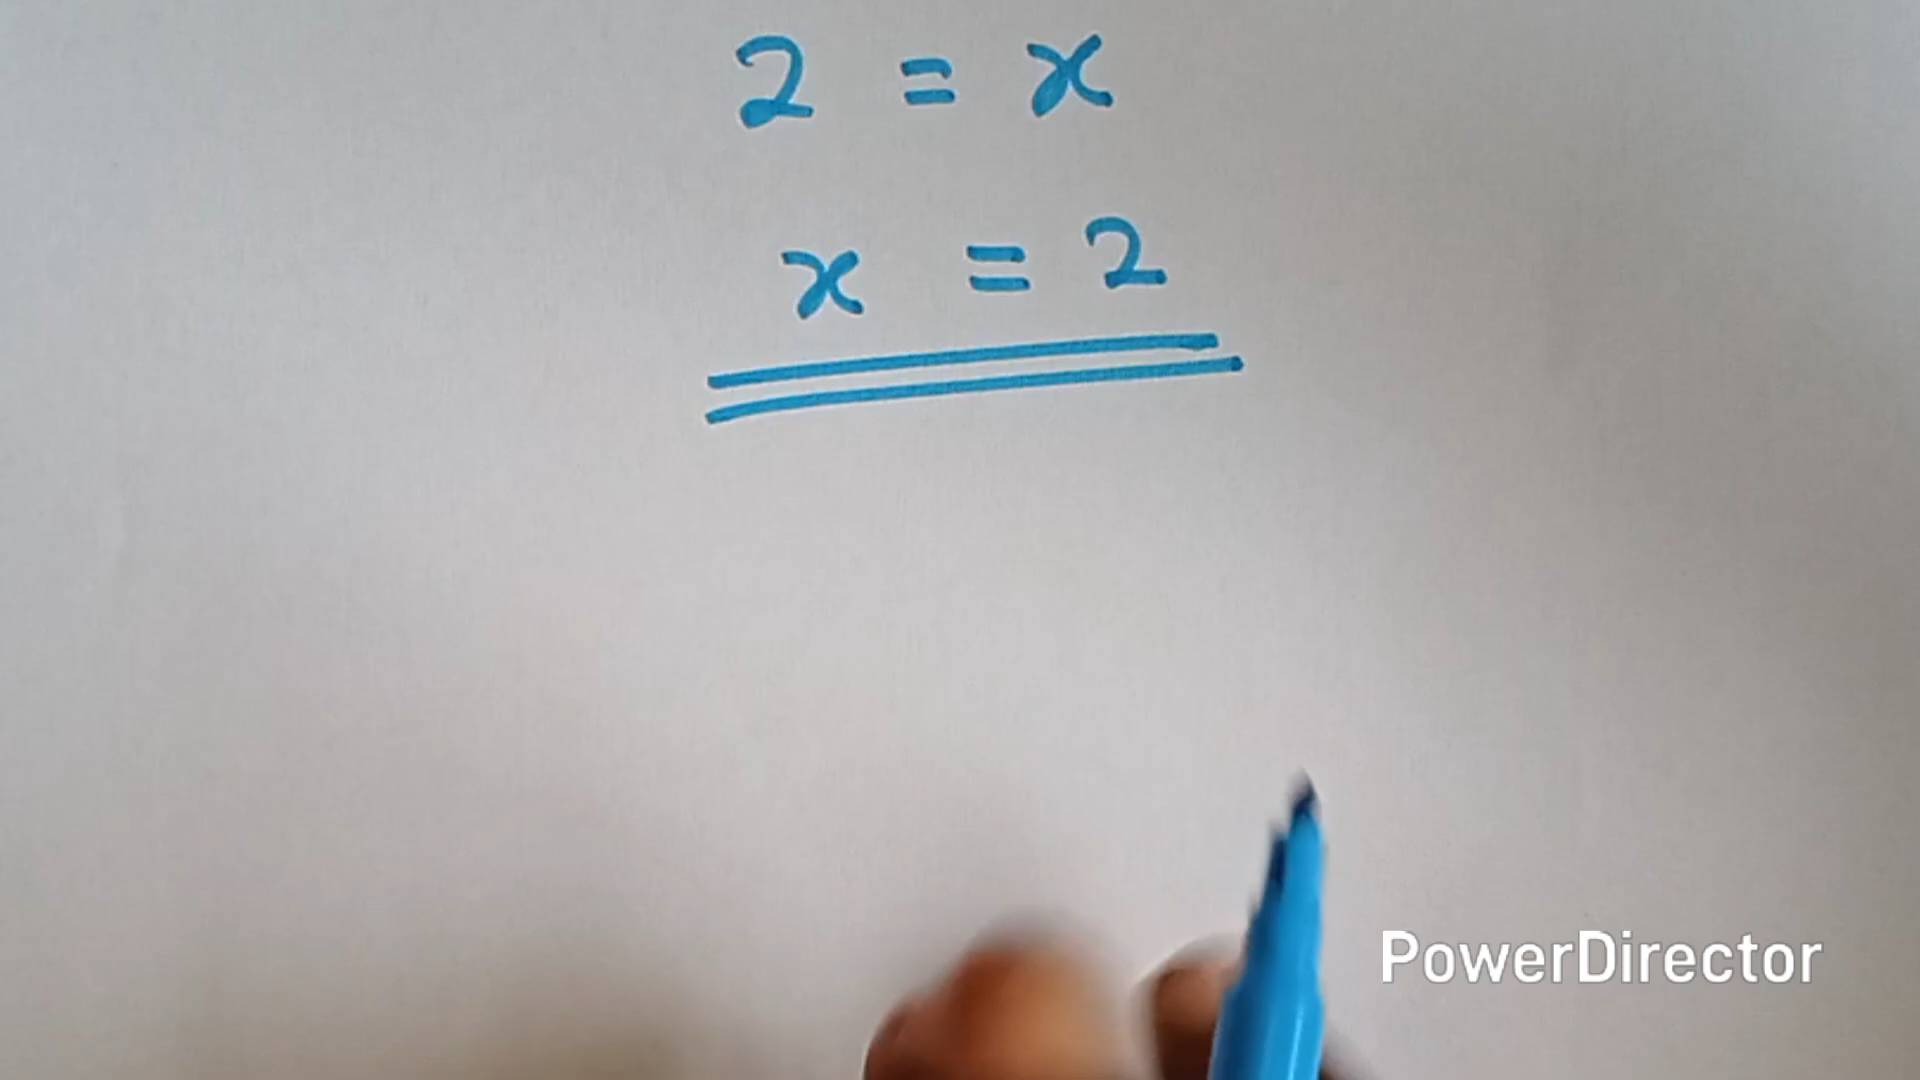 2 = x
x = 2
PowerDirector